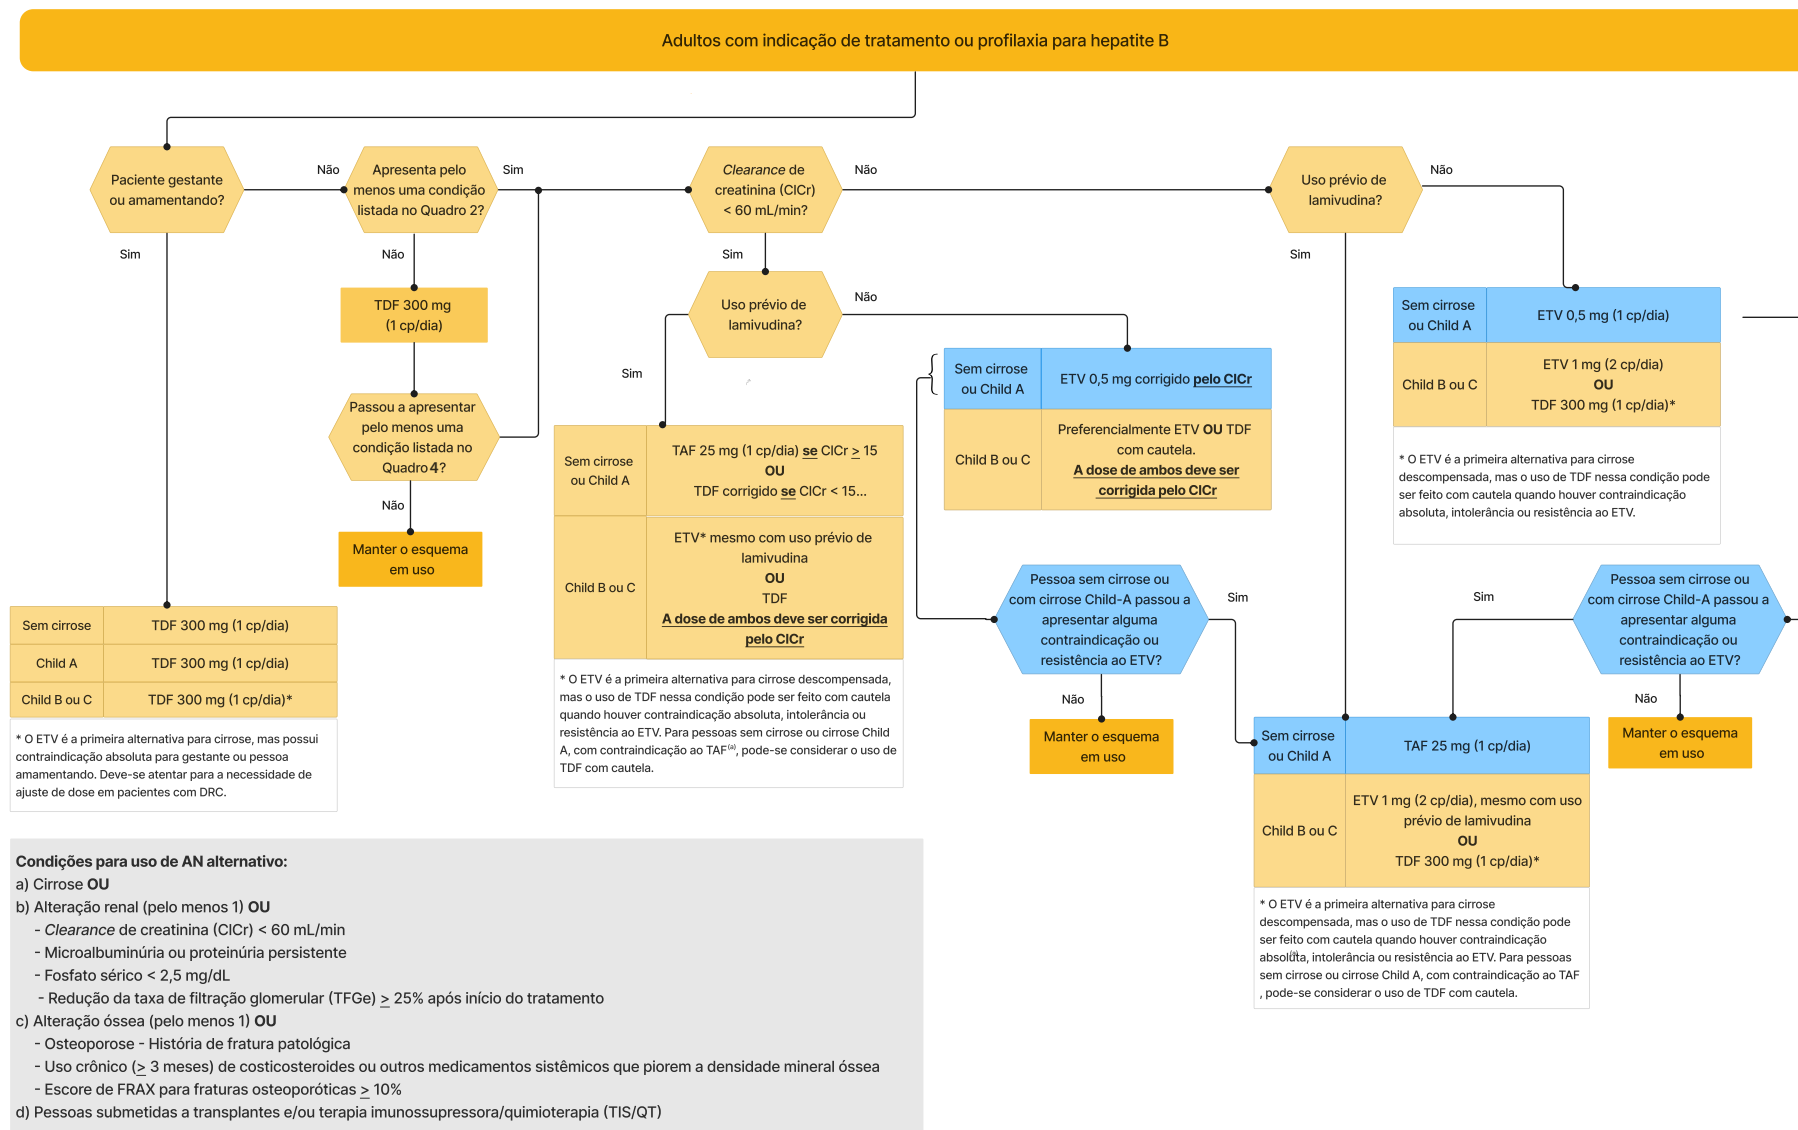 Adultos com indicação de tratamento ou profilaxia para hepatite B
Paciente gestante
ou amamentando?
Não
Sim
Apresenta pelo
menos uma condição
listada no Quadro 2?
Sim
Não
TDF 300 mg
(1 cp/dia)
Passou a apresentar
pelo menos uma
condição listada no
Quadro 4?
Não
Manter o esquema
em uso
Clearance de
creatinina (ClCr)
< 60 mL/min?
Não
Sim
Uso prévio de
lamivudina?
Não
Sim
Uso prévio de
lamivudina?
Não
Sim
Sem cirrose
ou Child A
ETV 0,5 mg (1 cp/dia)
Child B ou C
ETV 1 mg (2 cp/dia)
OU
TDF 300 mg (1 cp/dia)*
* O ETV é a primeira alternativa para cirrose
descompensada, mas o uso de TDF nessa condição pode
ser feito com cautela quando houver contraindicação
absoluta, intolerância ou resistência ao ETV.
Sem cirrose
ou Child A
ETV 0,5 mg corrigido pelo ClCr
Child B ou C
Preferencialmente ETV OU TDF
com cautela.
A dose de ambos deve ser
corrigida pelo ClCr
Sem cirrose
ou Child A
TAF 25 mg (1 cp/dia) se ClCr > 15
OU
TDF corrigido se ClCr < 15...
Child B ou C
ETV* mesmo com uso prévio de
lamivudina
OU
TDF
A dose de ambos deve ser corrigida
pelo ClCr
* O ETV é a primeira alternativa para cirrose descompensada,
mas o uso de TDF nessa condição pode ser feito com cautela
quando houver contraindicação absoluta, intolerância ou
resistência ao ETV. Para pessoas sem cirrose ou cirrose Child
A, com contraindicação ao TAF(a), pode-se considerar o uso de
TDF com cautela.
Sem cirrose
TDF 300 mg (1 cp/dia)
Child A
TDF 300 mg (1 cp/dia)
Child B ou C
TDF 300 mg (1 cp/dia)*
* O ETV é a primeira alternativa para cirrose, mas possui
contraindicação absoluta para gestante ou pessoa
amamentando. Deve-se atentar para a necessidade de
ajuste de dose em pacientes com DRC.
Pessoa sem cirrose ou
com cirrose Child-A passou a
apresentar alguma
contraindicação ou
resistência ao ETV?
Sim
Não
Manter o esquema
em uso
Pessoa sem cirrose ou
com cirrose Child-A passou a
apresentar alguma
contraindicação ou
resistência ao ETV?
Sim
Não
Manter o esquema
em uso
Sem cirrose
ou Child A
TAF 25 mg (1 cp/dia)
Child B ou C
ETV 1 mg (2 cp/dia), mesmo com uso
prévio de lamivudina
OU
TDF 300 mg (1 cp/dia)*
* O ETV é a primeira alternativa para cirrose
descompensada, mas o uso de TDF nessa condição pode
ser feito com cautela quando houver contraindicação
absoluta, intolerância ou resistência ao ETV. Para pessoas
sem cirrose ou cirrose Child A, com contraindicação ao TAF
, pode-se considerar o uso de TDF com cautela.
Condições para uso de AN alternativo:
a) Cirrose OU
b) Alteração renal (pelo menos 1) OU
- Clearance de creatinina (ClCr) < 60 mL/min
- Microalbuminúria ou proteinúria persistente
- Fosfato sérico < 2,5 mg/dL
- Redução da taxa de filtração glomerular (TFGe) > 25% após início do tratamento
c) Alteração óssea (pelo menos 1) OU
- Osteoporose - História de fratura patológica
- Uso crônico (> 3 meses) de costicosteroides ou outros medicamentos sistêmicos que piorem a densidade mineral óssea
- Escore de FRAX para fraturas osteoporóticas > 10%
d) Pessoas submetidas a transplantes e/ou terapia imunossupressora/quimioterapia (TIS/QT)